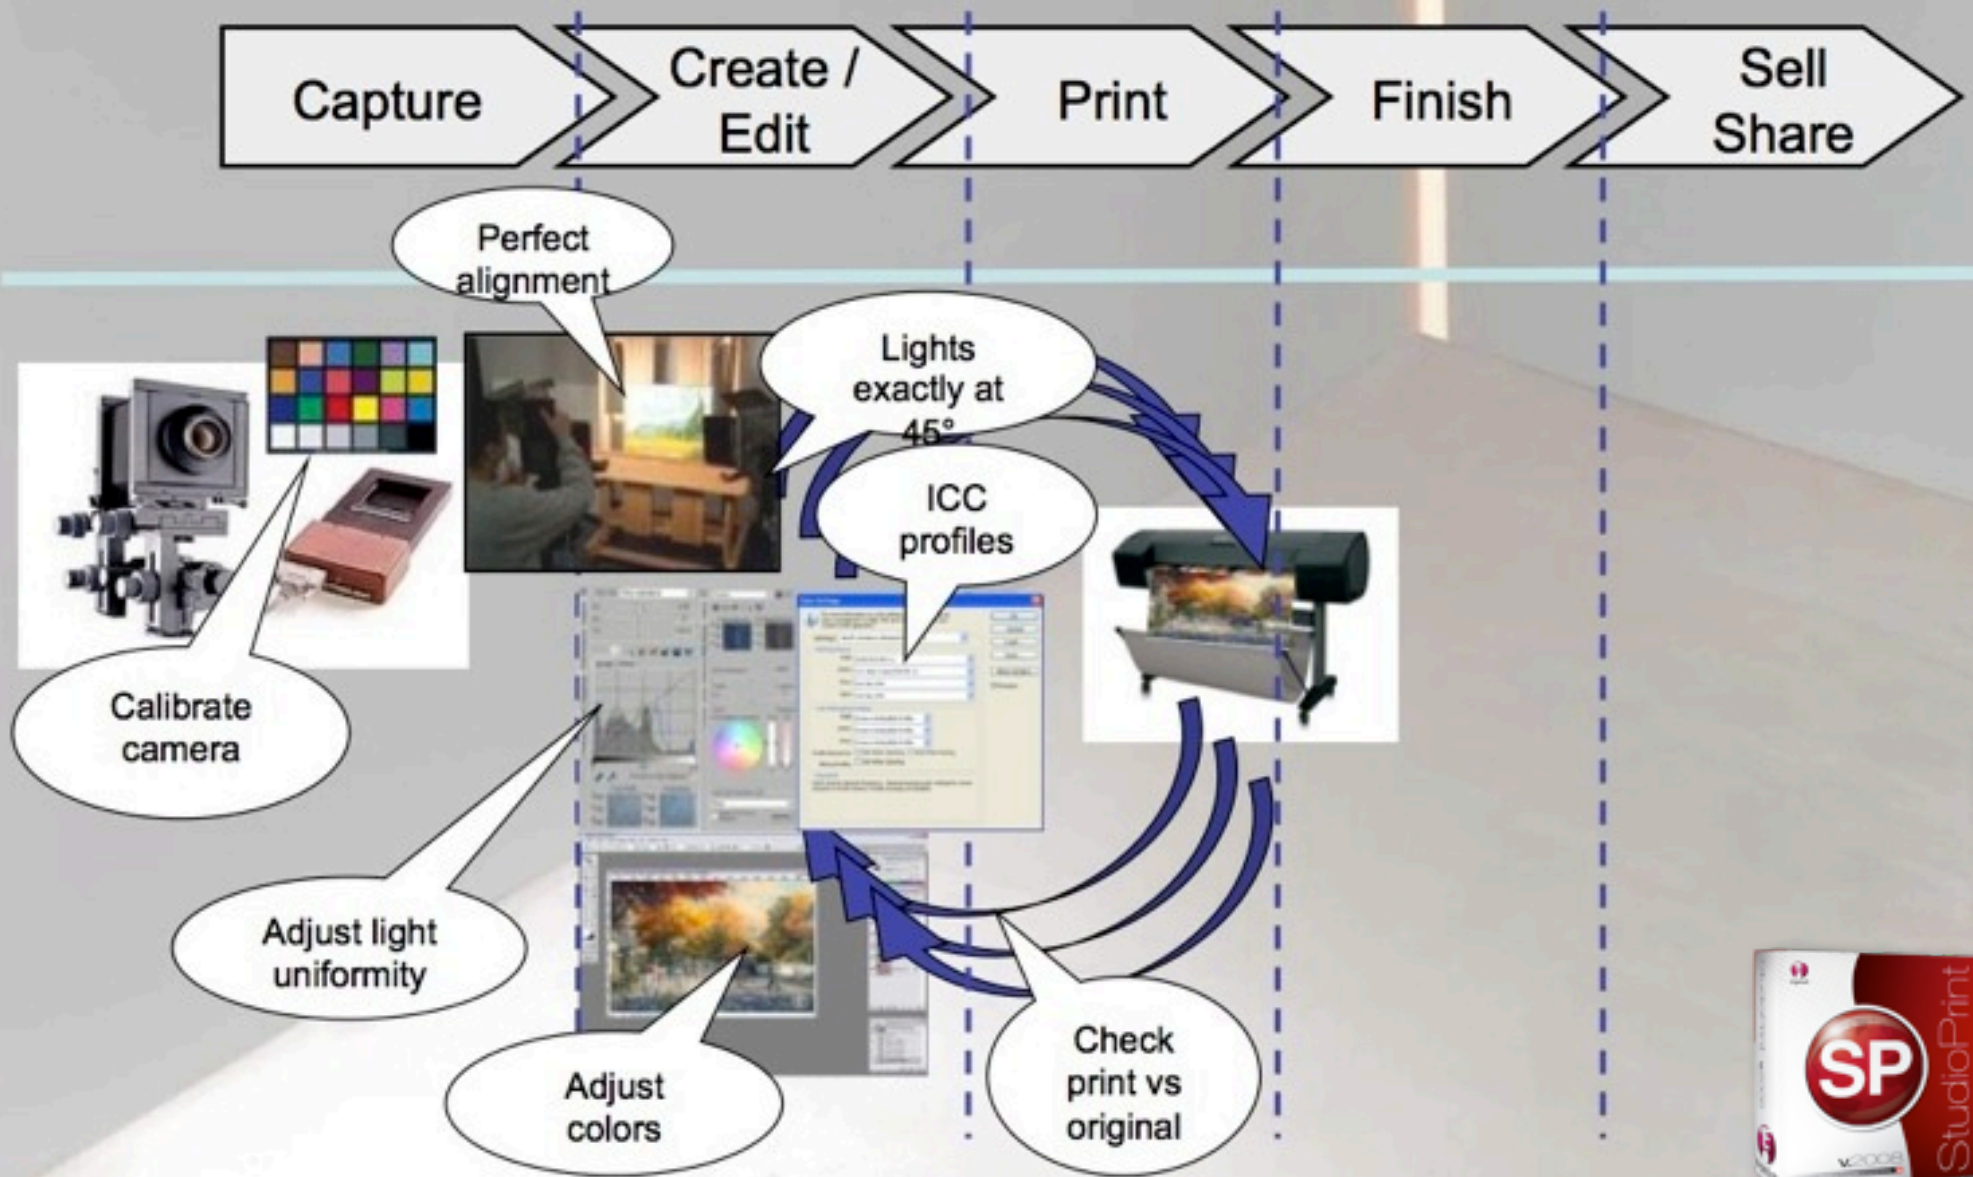 Capture
Create /
Edit
Print
Finish
Sell
Share
Perfect
alignment
Lights
exactly at
45°
ICC
profiles
Calibrate
camera
Adjust light
uniformity
Adjust
colors
Check
print vs
original
SP
StudioPrint
v.2008